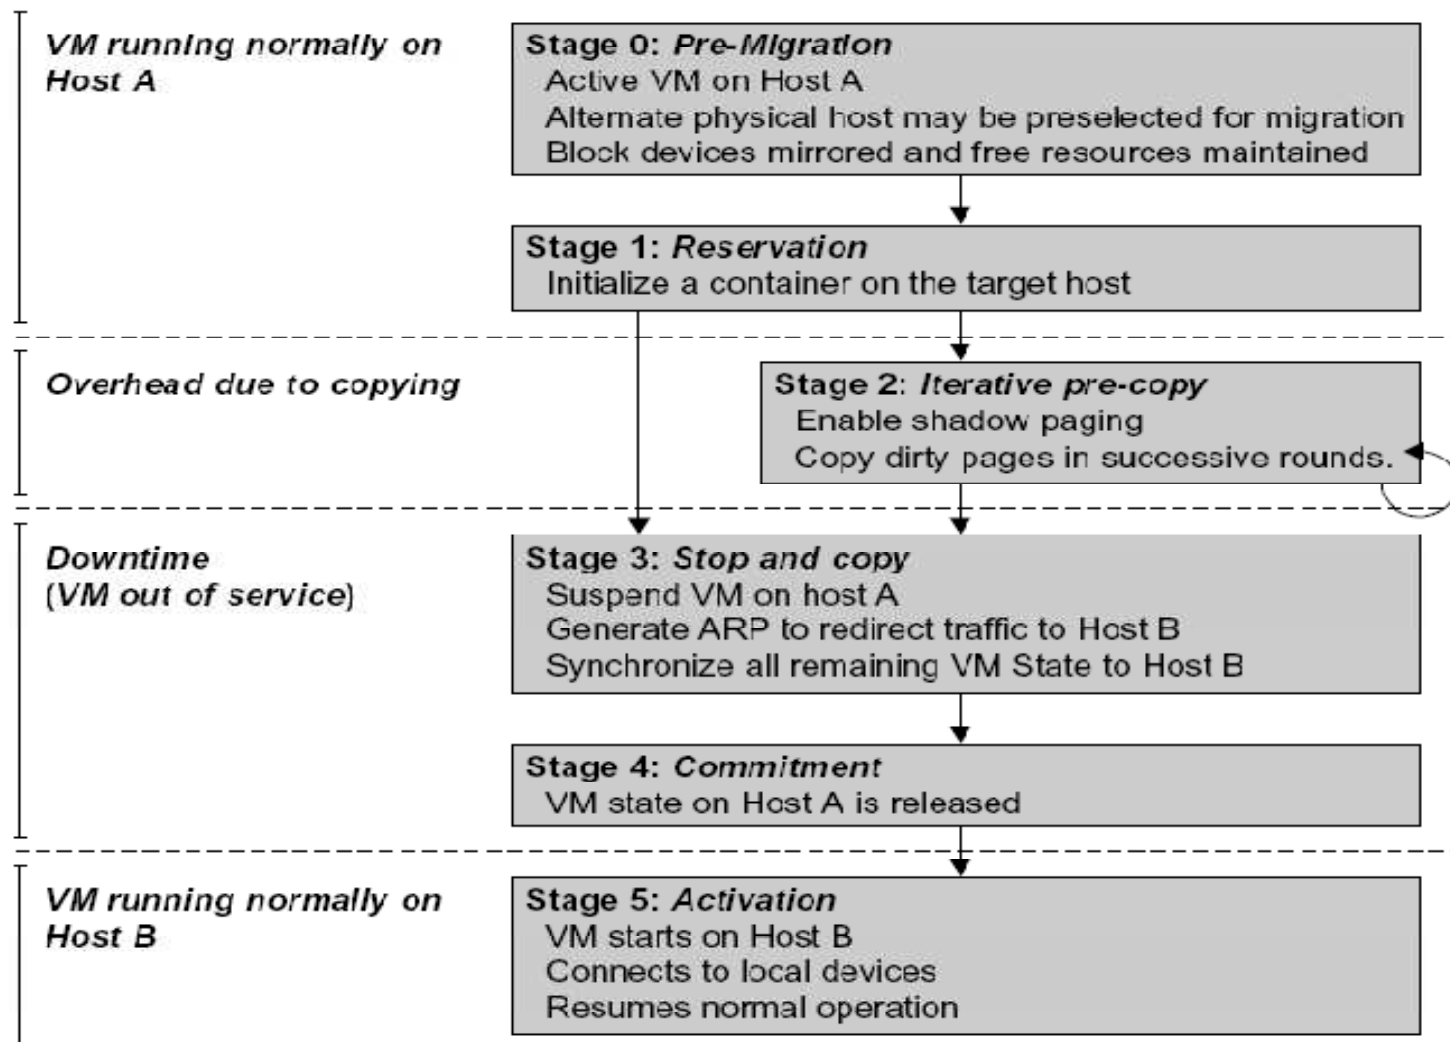 VM running normally on
Host A
Stage 0: Pre-Migration
Active VM on Host A
Alternate physical host may be preselected for migration
Block devices mirrored and free resources maintained
Stage 1: Reservation
Initialize a container on the target host
Overhead due to copying
Stage 2: Iterative pre-copy
Enable shadow paging
Copy dirty pages in successive rounds.
Downtime
(VM out of service)
Stage 3: Stop and copy
Suspend VM on host A
Generate ARP to redirect traffic to Host B
Synchronize all remaining VM State to Host B
Stage 4: Commitment
VM state on Host A is released
VM running normally on
Host B
Stage 5: Activation
VM starts on Host B
Connects to local devices
Resumes normal operation